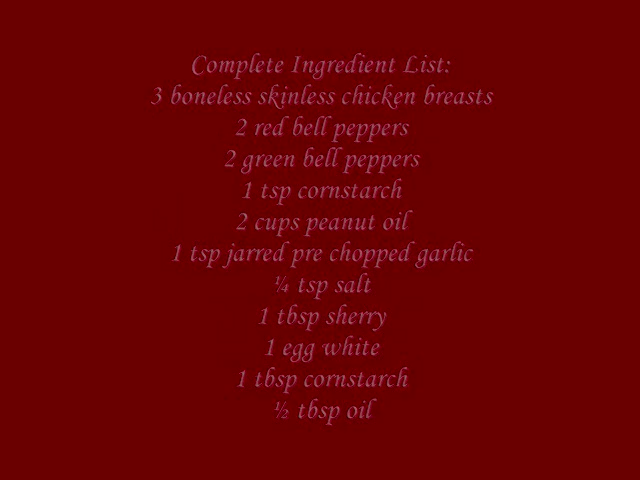 Complete Ingredient List:
3 boneless skinless chicken breasts
2 red bell peppers
2 green bell peppers
1 tsp cornstarch
2 cups peanut oil
1 tsp jarred pre chopped garlic
¼ tsp salt
1 tbsp sherry
1 egg white
1 tbsp cornstarch
½ tbsp oil